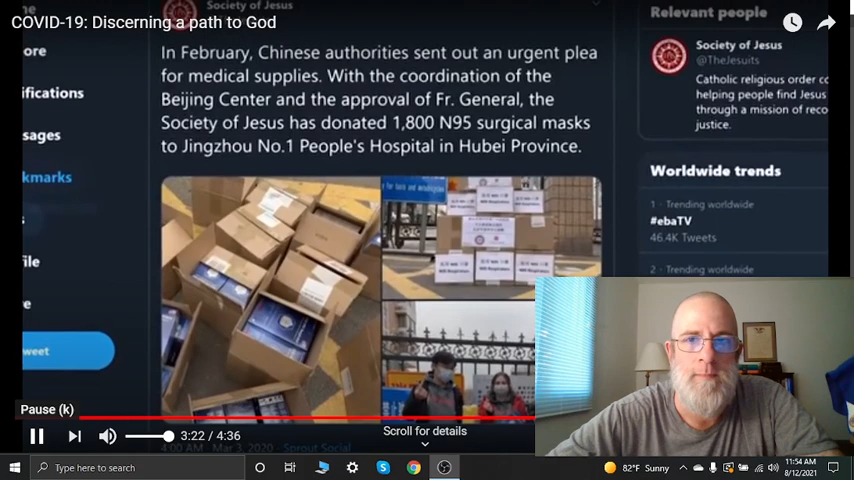 Society of Jesus
COVID-19: Discerning a path to God
In February, Chinese authorities sent out an urgent plea
for medical supplies. With the coordination of the
Beijing Center and the approval of Fr. General, the
Society of Jesus has donated 1,800 N95 surgical masks
to Jingzhou No.1 People's Hospital in Hubei Province.
me
ore
ifications
sages
kmarks
s
file
re
weet
Relevant people
Society of Jesus
@TheJesuits
Catholic religious order co
helping people find Jesus
through a mission of reco
justice.
Worldwide trends
1 · Trending worldwide
#ebaTV
46.4K Tweets
2 · Trending worldwide
Pause (k)
3:22 / 4:36
Scroll for details
4:00 AM · Mar 3, 2020 · Sprout Social
Type here to search
82°F Sunny
11:54 AM
8/12/2021